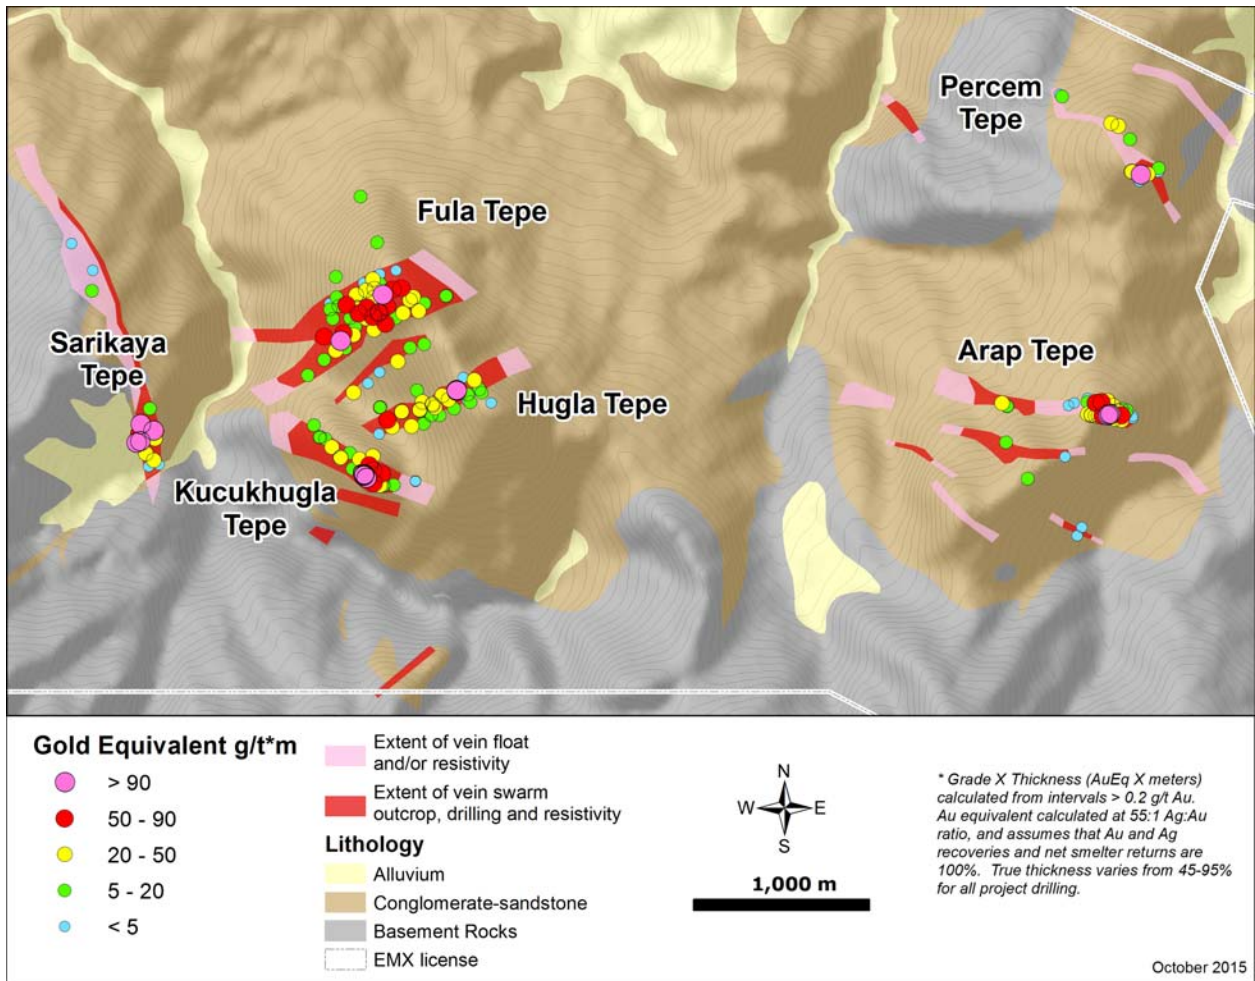 Percem
Tepe
Fula Tepe
Sarikaya
Tepe
Arap Tepe
Hugla Tepe
Kucukhugla
Tepe
Gold Equivalent g/t*m
> 90
50 - 90
20 - 50
5 - 20
< 5
Extent of vein float
and/or resistivity
Extent of vein swarm
outcrop, drilling and resistivity
Lithology
Alluvium
Conglomerate-sandstone
Basement Rocks
EMX license
N
W E
S
1,000 m
* Grade X Thickness (AuEq X meters)
calculated from intervals > 0.2 g/t Au.
Au equivalent calculated at 55:1 Ag:Au
ratio, and assumes that Au and Ag
recoveries and net smelter returns are
100%. True thickness varies from 45-95%
for all project drilling.
October 2015